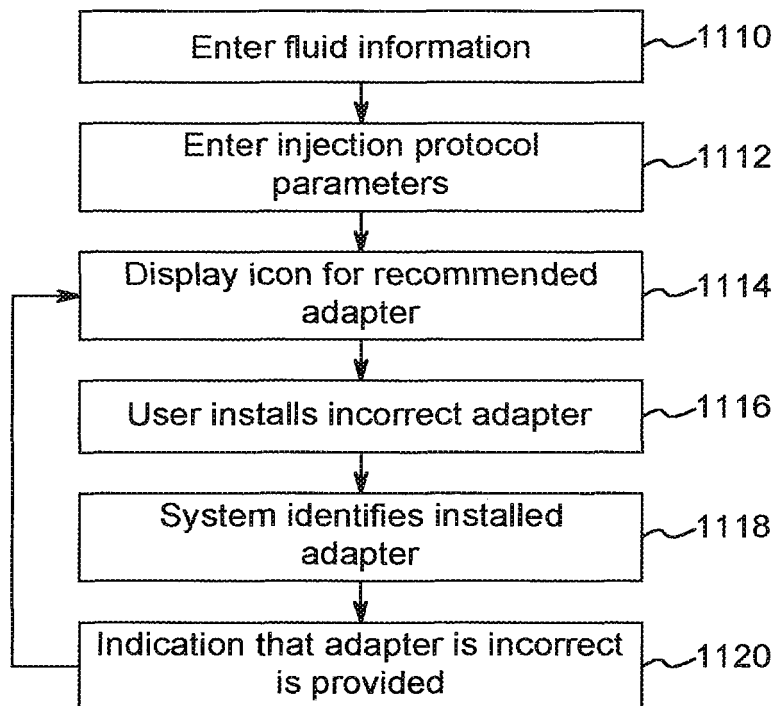 Enter fluid information
1110
Enter injection protocol
parameters
1112
Display icon for recommended
adapter
1114
User installs incorrect adapter
1116
System identifies installed
adapter
1118
Indication that adapter is incorrect
is provided
1120